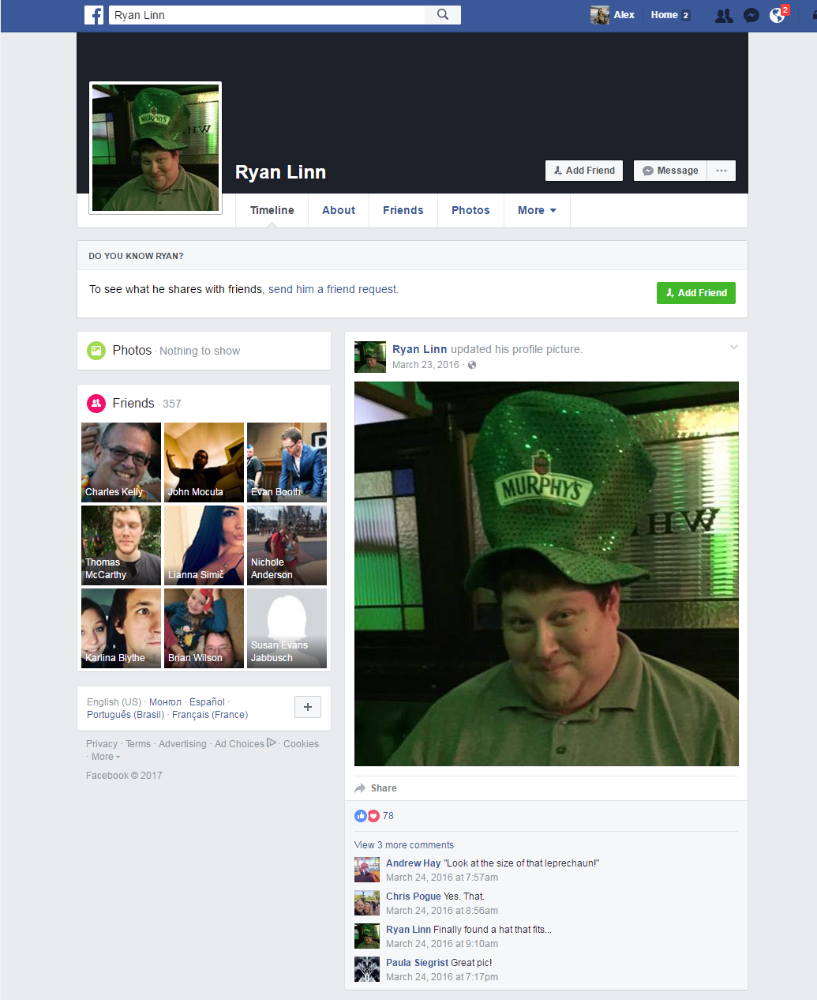 Ryan Linn
Alex
Home 2
2
MURPHYS
Ryan Linn
Add Friend
Message
Timeline
About
Friends
Photos
More
DO YOU KNOW RYAN?
To see what he shares with friends, send him a friend request.
Add Friend
Photos · Nothing to show
Friends · 357
Charles Kelly
John Mocuta
Evan Booth
Thomas
McCarthy
Lianna Simič
Nichole
Anderson
Karlina Blythe
Brian Wilson
Susan Evans
Jabbusch
English (US) · Монгол · Español ·
Português (Brasil) · Français (France)
Privacy · Terms · Advertising · Ad Choices · Cookies
· More
Facebook © 2017
Ryan Linn updated his profile picture.
March 23, 2016 ·
MURPHYS
Share
78
View 3 more comments
Andrew Hay "Look at the size of that leprechaun!"
March 24, 2016 at 7:57am
Chris Pogue Yes. That.
March 24, 2016 at 8:56am
Ryan Linn Finally found a hat that fits...
March 24, 2016 at 9:10am
Paula Siegrist Great pic!
March 24, 2016 at 7:17pm